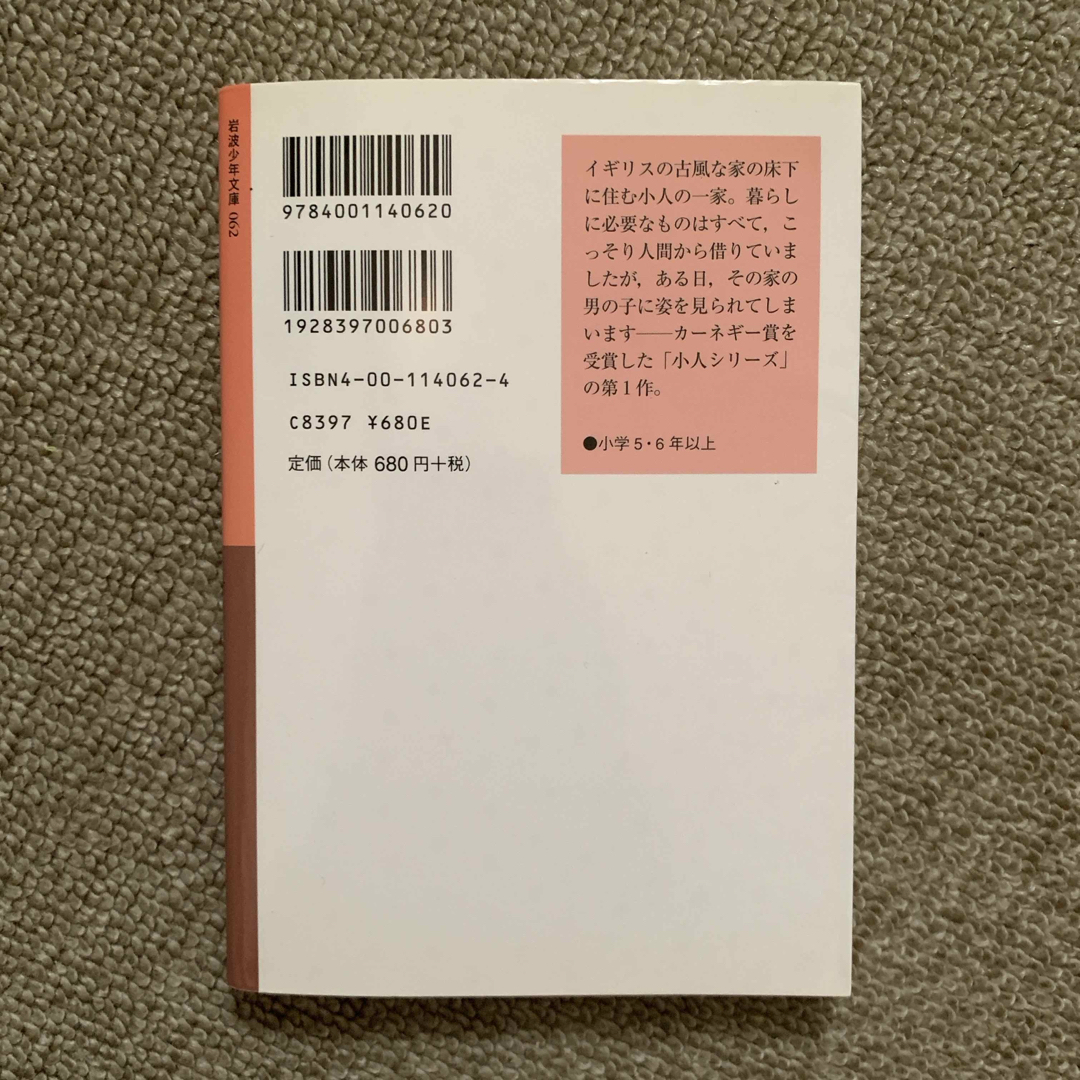 岩波少年文庫 062
9784001140620
1928397006803
ISBN4-00-114062-4
C8397 ¥680E
定価(本体 680円+税)
イギリスの古風な家の床下
に住む小人の一家。暮らし
に必要なものはすべて，こ
っそり人間から借りていま
したが，ある日，その家の
男の子に姿を見られてしま
います——カーネギー賞を
受賞した「小人シリーズ」
の第1作。
●小学5・6年以上